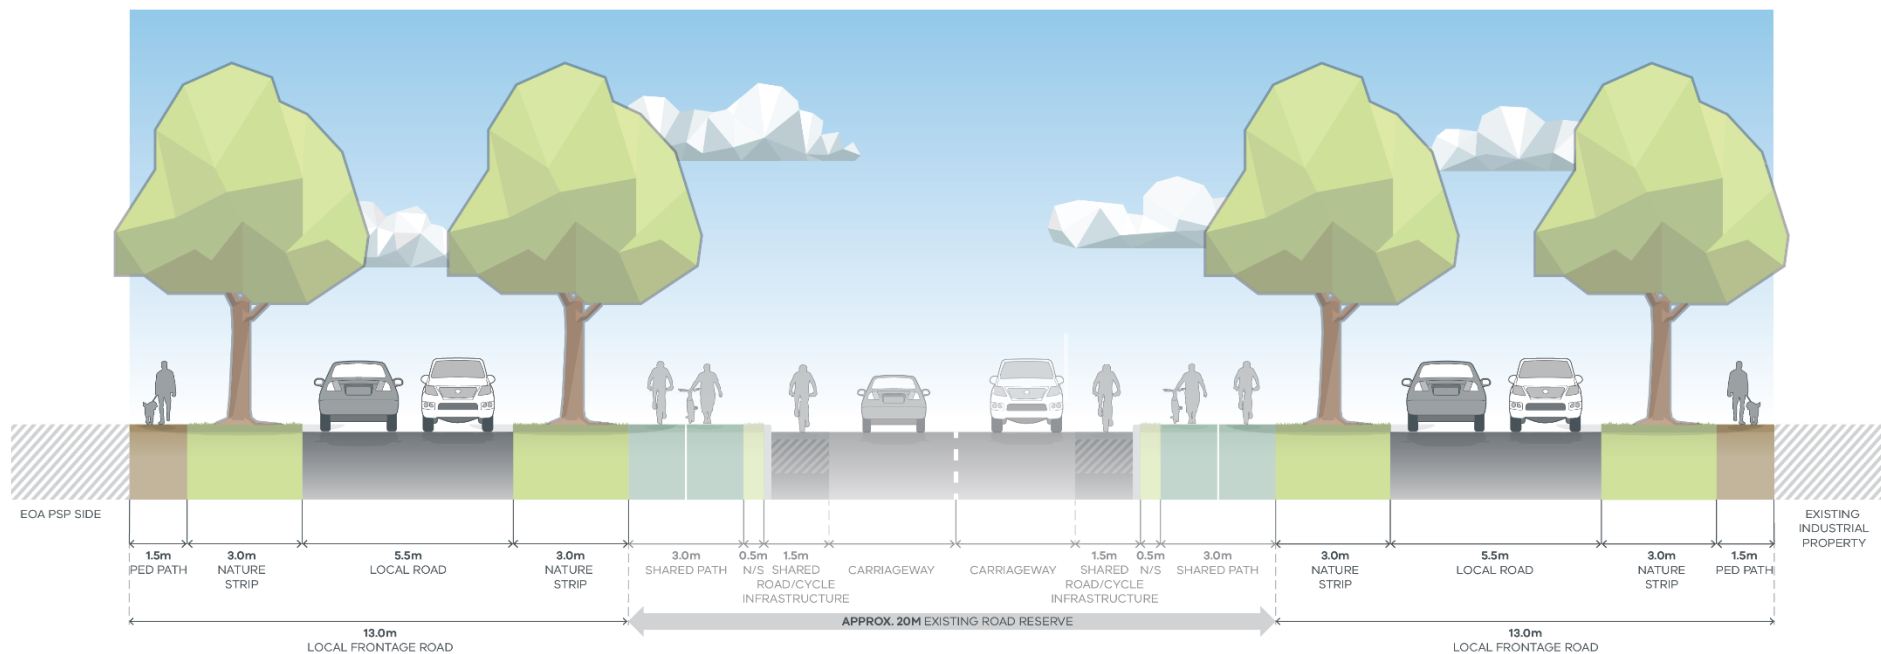 EOA PSP SIDE
EXISTING
INDUSTRIAL
PROPERTY
1.5m
PED PATH
3.0m
NATURE
STRIP
5.5m
LOCAL ROAD
3.0m
NATURE
STRIP
3.0m
SHARED PATH
0.5m
N/S
1.5m
SHARED
ROAD/CYCLE
INFRASTRUCTURE
CARRIAGEWAY
CARRIAGEWAY
1.5m
SHARED
ROAD/CYCLE
INFRASTRUCTURE
0.5m
N/S
3.0m
SHARED PATH
3.0m
NATURE
STRIP
5.5m
LOCAL ROAD
3.0m
NATURE
STRIP
1.5m
PED PATH
13.0m
LOCAL FRONTAGE ROAD
APPROX. 20M EXISTING ROAD RESERVE
13.0m
LOCAL FRONTAGE ROAD